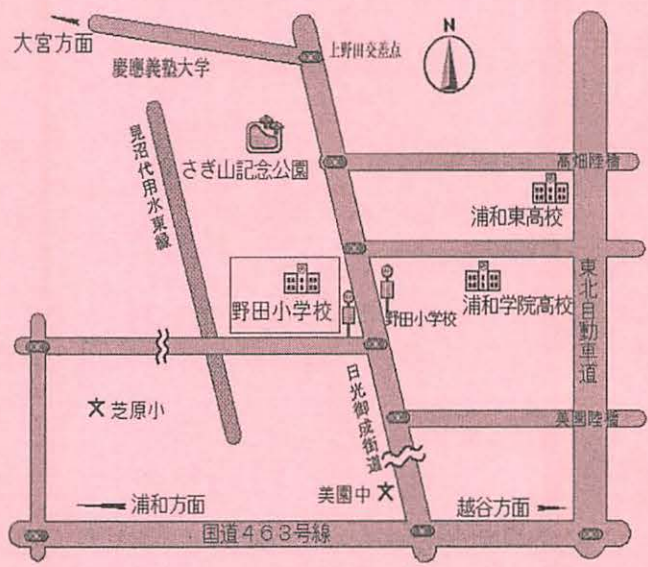 大宮方面
慶應義塾大学
上野田交差点
N
見沼代用水東縁
さぎ山記念公園
高畑陸橋
浦和東高校
野田小学校
野田小学校
浦和学院高校
東北自動車道
芝原小
日光御成街道
美園陸橋
浦和方面
美園中
越谷方面
国道463号線